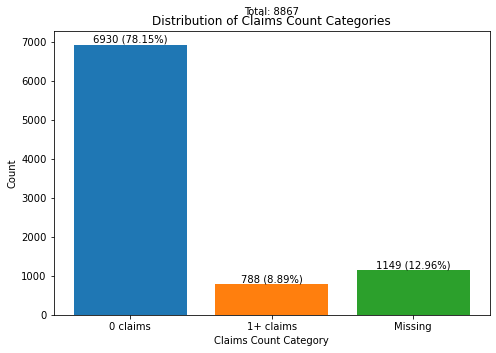 Total: 8867
Distribution of Claims Count Categories
7000
6000
5000
4000
3000
2000
1000
0
Count
6930 (78.15%)
788 (8.89%)
1149 (12.96%)
0 claims
1+ claims
Missing
Claims Count Category